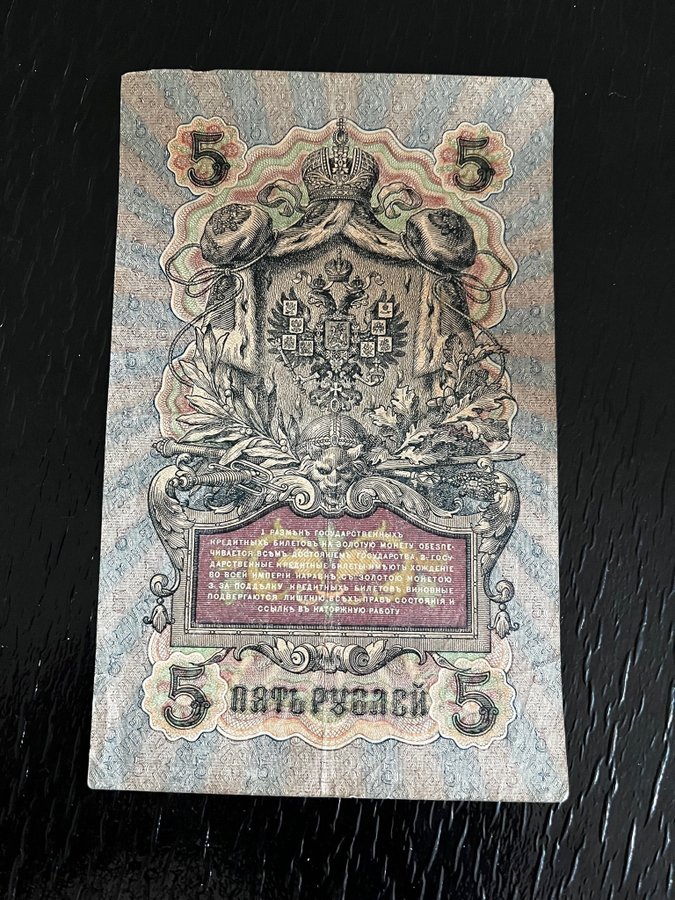 5 5
1. РАЗМѢНЪ ГОСУДАРСТВЕННЫХЪ
КРЕДИТНЫХЪ БИЛЕТОВЪ НА ЗОЛОТУЮ МОНЕТУ ОБЕЗПЕ-
ЧИВАЕТСЯ ВСѢМЪ ДОСТОЯНІЕМЪ ГОСУДАРСТВА. 2. ГОСУ-
ДАРСТВЕННЫЕ КРЕДИТНЫЕ БИЛЕТЫ ИМѢЮТЪ ХОЖДЕНІЕ
ВО ВСЕЙ ИМПЕРІИ НАРАВНѢ СЪ ЗОЛОТОЮ МОНЕТОЮ
3. ЗА ПОДДѢЛКУ КРЕДИТНЫХЪ БИЛЕТОВЪ ВИНОВНЫЕ
ПОДВЕРГАЮТСЯ ЛИШЕНІЮ ВСѢХЪ ПРАВЪ СОСТОЯНІЯ И
ССЫЛКѢ ВЪ КАТОРЖНУЮ РАБОТУ
5 ПЯТЬ РУБЛЕЙ 5